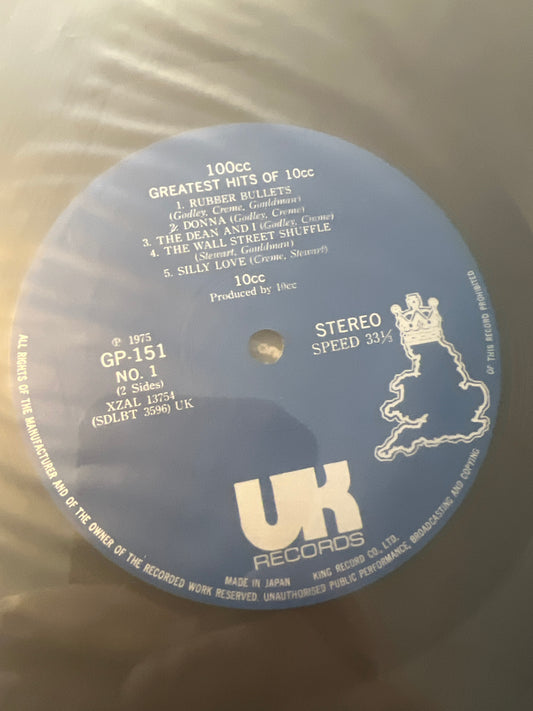 100cc
GREATEST HITS OF 10cc
1. RUBBER BULLETS
(Godley, Creme, Gouldman)
2. DONNA (Godley, Creme)
3. THE DEAN AND I (Godley, Creme)
4. THE WALL STREET SHUFFLE
(Stewart, Gouldman)
5. SILLY LOVE (Creme, Stewart)
10cc
Produced by 10cc
Ⓟ 1975
GP-151
NO. 1
(2 Sides)
XZAL 13754
(SDLBT 3596) UK
STEREO
SPEED 33⅓
UK
RECORDS
MADE IN JAPAN KING RECORD CO., LTD.
ALL RIGHTS OF THE MANUFACTURER AND OF THE OWNER OF THE RECORDED WORK RESERVED. UNAUTHORISED PUBLIC PERFORMANCE, BROADCASTING AND COPYING OF THIS RECORD PROHIBITED